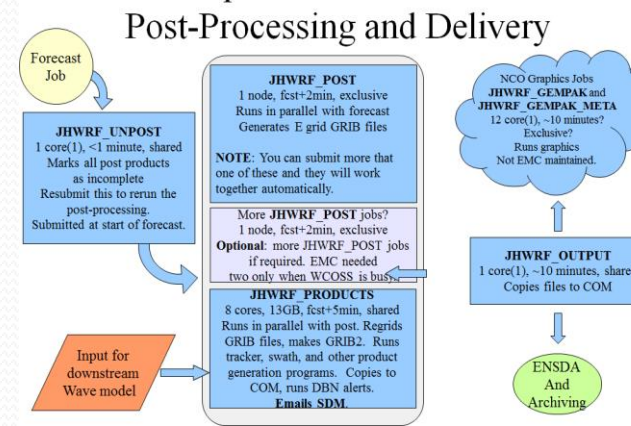 Post-Processing and Delivery
Forecast
Job
JHWRF_UNPOST
1 core(1), <1 minute, shared
Marks all post products
as incomplete
Resubmit this to rerun the
post-processing.
Submitted at start of forecast.
Input for
downstream
Wave model
JHWRF_POST
1 node, fcst+2min, exclusive
Runs in parallel with forecast
Generates E grid GRIB files
NOTE: You can submit more that
one of these and they will work
together automatically.
More JHWRF_POST jobs?
1 node, fcst+2min, exclusive
Optional: more JHWRF_POST jobs
if required. EMC needed
two only when WCOSS is busy.
JHWRF_PRODUCTS
8 cores, 13GB, fcst+5min, shared
Runs in parallel with post. Regrids
GRIB files, makes GRIB2. Runs
tracker, swath, and other product
generation programs. Copies to
COM, runs DBN alerts.
Emails SDM.
NCO Graphics Jobs
JHWRF_GEMPAK and
JHWRF_GEMPAK_META
12 core(1), ~10 minutes?
Exclusive?
Runs graphics
Not EMC maintained.
JHWRF_OUTPUT
1 core(1), ~10 minutes, share
Copies files to COM
ENSDA
And
Archiving